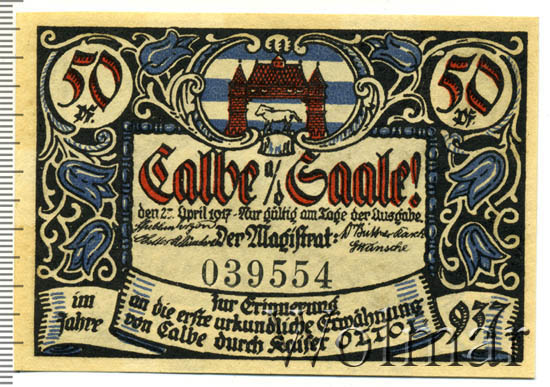 50 Pf.
50 Pf.
Calbe a/d Saale!
den 27. April 1917 - Nur gültig am Tage der Ausgabe.
Der Magistrat:
039554
im Jahre
Zur Erinnerung
an die erste urkundliche Erwähnung
von Calbe durch Kaiser OTTO I
937
Wolmar